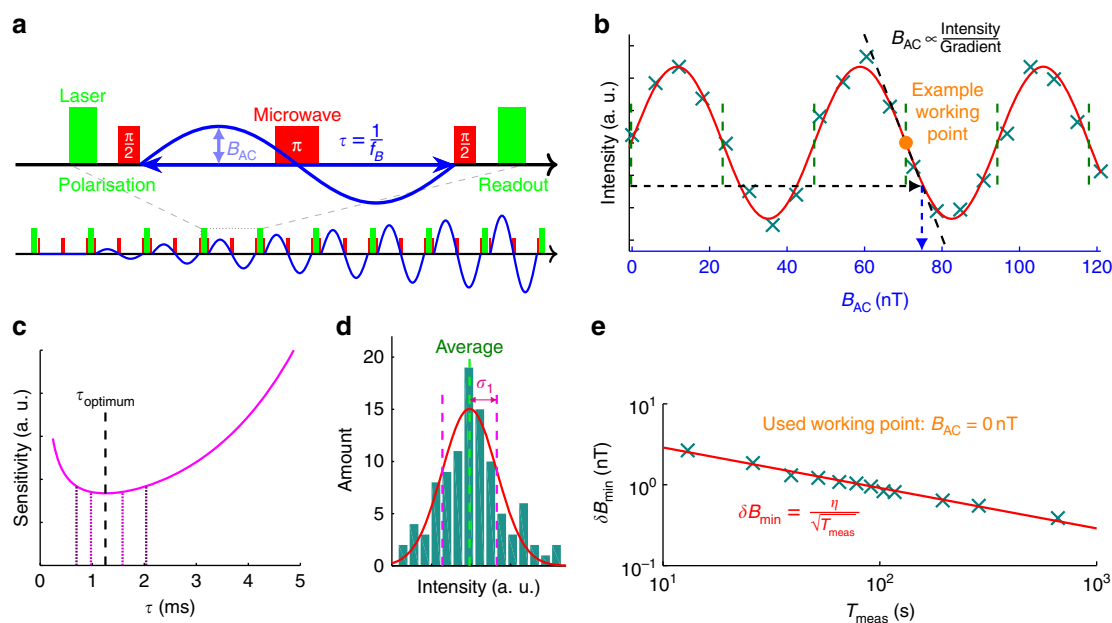 a
Laser
Microwave
π/2
B_AC
π
τ = 1/f_B
π/2
Polarisation
Readout
b
B_AC ∝ Intensity/Gradient
Example
working
point
Intensity (a. u.)
0 20 40 60 80 100 120
B_AC (nT)
c
τ_optimum
Sensitivity (a. u.)
0 1 2 3 4 5
τ (ms)
d
Average
σ_1
20
15
10
5
0
Amount
Intensity (a. u.)
e
10^1
10^0
10^−1
δB_min (nT)
Used working point: B_AC = 0 nT
δB_min = η/√T_meas
10^1 10^2 10^3
T_meas (s)